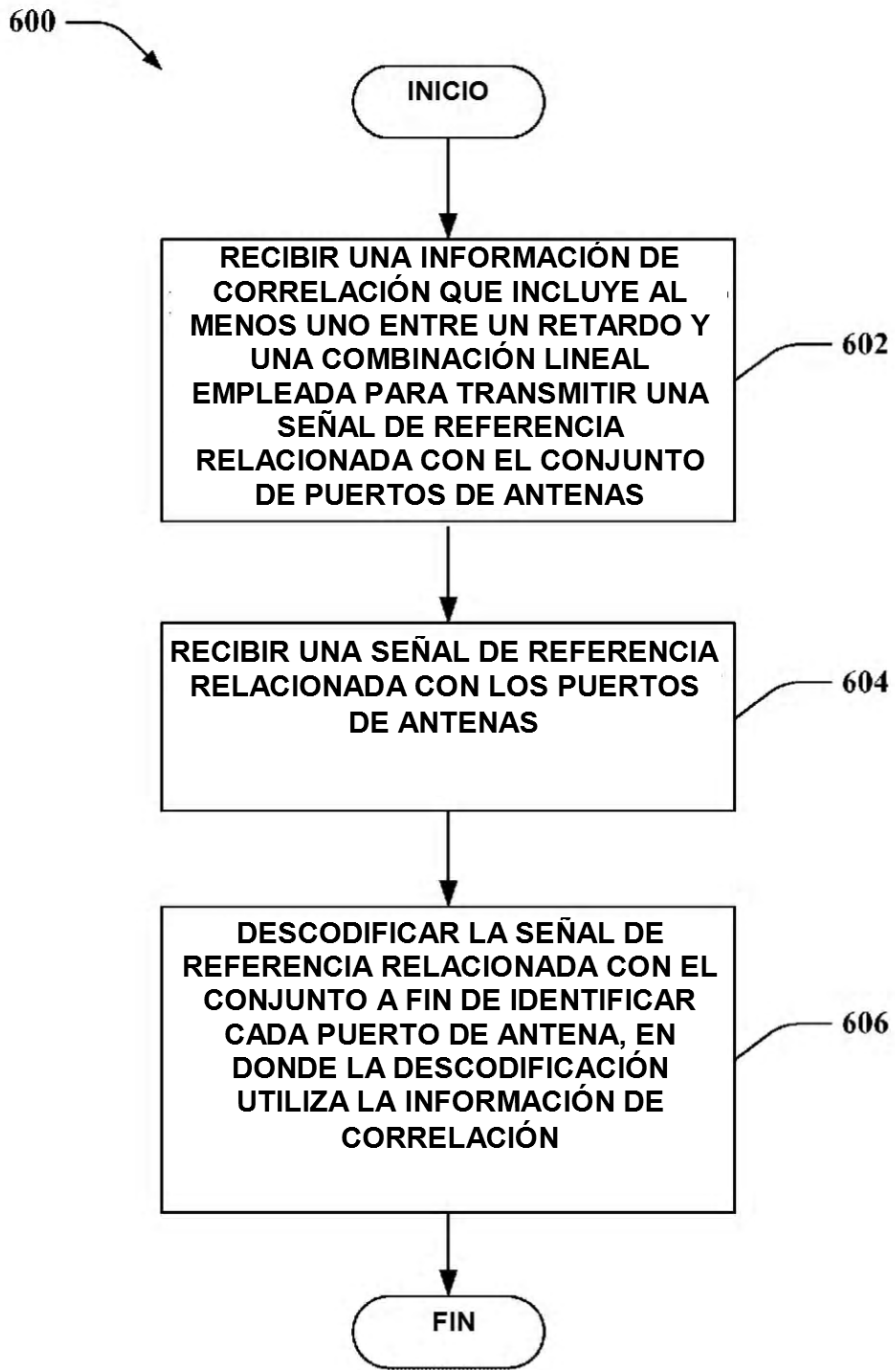 600
INICIO
RECIBIR UNA INFORMACIÓN DE
CORRELACIÓN QUE INCLUYE AL
MENOS UNO ENTRE UN RETARDO Y
UNA COMBINACIÓN LINEAL
EMPLEADA PARA TRANSMITIR UNA
SEÑAL DE REFERENCIA
RELACIONADA CON EL CONJUNTO
DE PUERTOS DE ANTENAS
602
RECIBIR UNA SEÑAL DE REFERENCIA
RELACIONADA CON LOS PUERTOS
DE ANTENAS
604
DESCODIFICAR LA SEÑAL DE
REFERENCIA RELACIONADA CON EL
CONJUNTO A FIN DE IDENTIFICAR
CADA PUERTO DE ANTENA, EN
DONDE LA DESCODIFICACIÓN
UTILIZA LA INFORMACIÓN DE
CORRELACIÓN
606
FIN